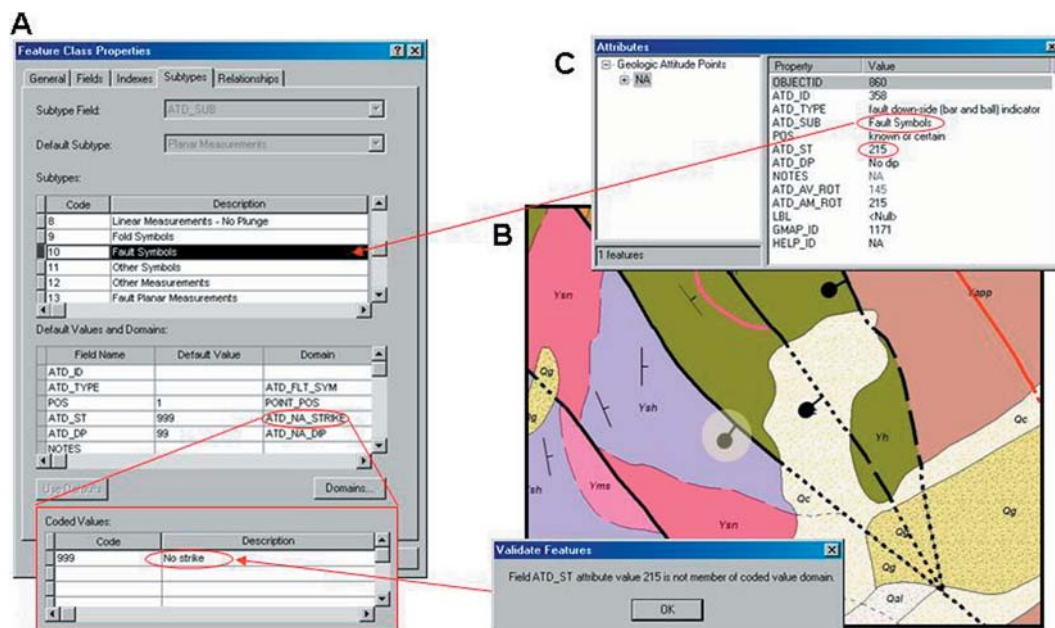 A
Feature Class Properties
General Fields Indexes Subtypes Relationships
Subtype Field: ATD_SUB
Default Subtype: Planar Measurements
Subtypes:
Code Description
8 Linear Measurements - No Plunge
9 Fold Symbols
10 Fault Symbols
11 Other Symbols
12 Other Measurements
13 Fault Planar Measurements
Default Values and Domains:
Field Name Default Value Domain
ATD_ID
ATD_TYPE ATD_FLT_SYM
POS 1 POINT_POS
ATD_ST 999 ATD_NA_STRIKE
ATD_DP 99 ATD_NA_DIP
NOTES
Use Defaults Domains...
Coded Values:
Code Description
999 No strike
C
Attributes
Geologic Attitude Points
NA
1 features
Property Value
OBJECTID 860
ATD_ID 358
ATD_TYPE fault down-side (bar and ball) indicator
ATD_SUB Fault Symbols
POS known or certain
ATD_ST 215
ATD_DP No dip
NOTES NA
ATD_AV_ROT 145
ATD_AM_ROT 215
LBL <Null>
GMAP_ID 1171
HELP_ID NA
B
Ysn
Yapp
Qg
Qc
Ysh
Yh
Ysh
Yms
Qc
Qg
Ysn
Qg
Qal
Validate Features
Field ATD_ST attribute value 215 is not member of coded value domain.
OK